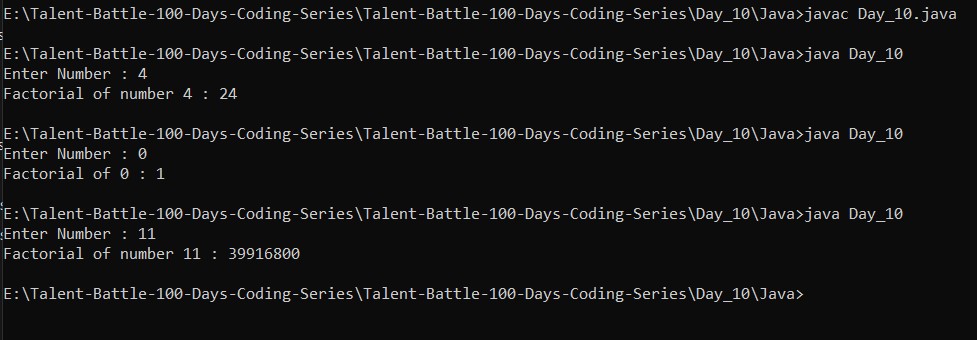 E:\Talent-Battle-100-Days-Coding-Series\Talent-Battle-100-Days-Coding-Series\Day_10\Java>javac Day_10.java
E:\Talent-Battle-100-Days-Coding-Series\Talent-Battle-100-Days-Coding-Series\Day_10\Java>java Day_10
Enter Number : 4
Factorial of number 4 : 24
E:\Talent-Battle-100-Days-Coding-Series\Talent-Battle-100-Days-Coding-Series\Day_10\Java>java Day_10
Enter Number : 0
Factorial of 0 : 1
E:\Talent-Battle-100-Days-Coding-Series\Talent-Battle-100-Days-Coding-Series\Day_10\Java>java Day_10
Enter Number : 11
Factorial of number 11 : 39916800
E:\Talent-Battle-100-Days-Coding-Series\Talent-Battle-100-Days-Coding-Series\Day_10\Java>